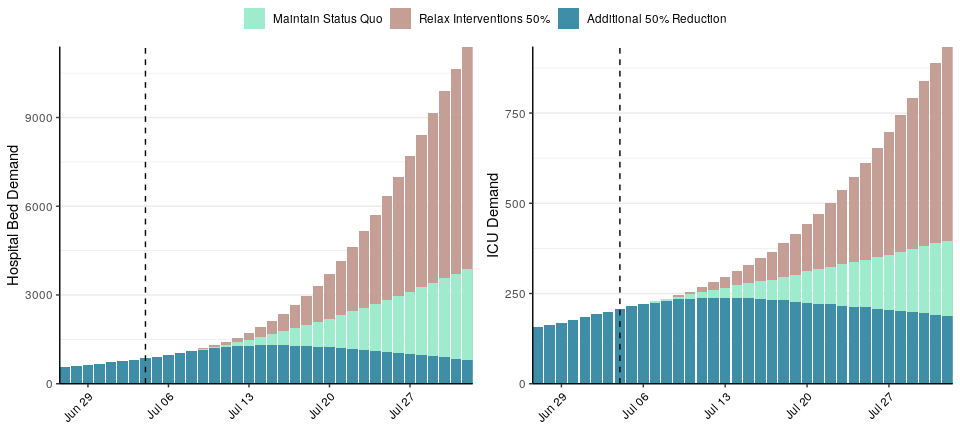 Maintain Status Quo Relax Interventions 50% Additional 50% Reduction
Hospital Bed Demand
9000
6000
3000
0
Jun 29 Jul 06 Jul 13 Jul 20 Jul 27
ICU Demand
750
500
250
0
Jun 29 Jul 06 Jul 13 Jul 20 Jul 27